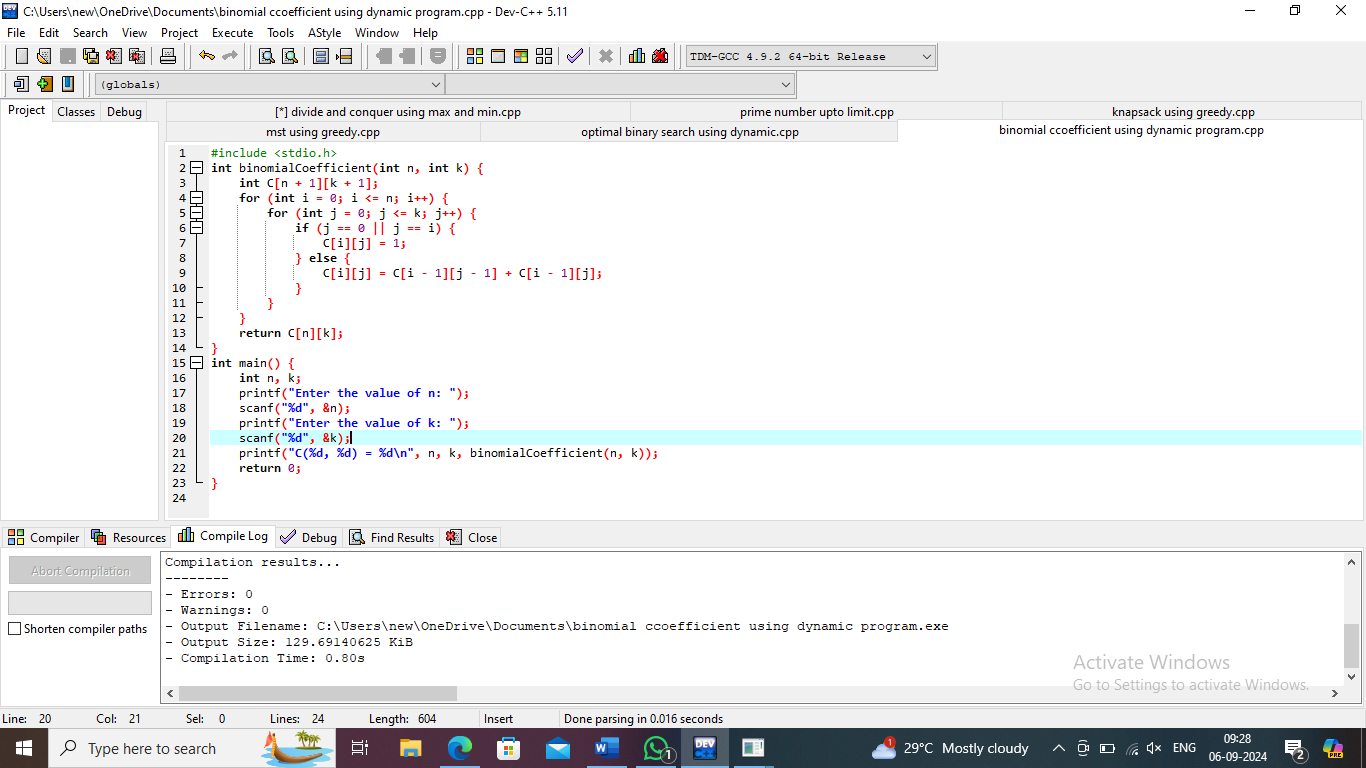 C:\Users\new\OneDrive\Documents\binomial ccoefficient using dynamic program.cpp - Dev-C++ 5.11
File Edit Search View Project Execute Tools AStyle Window Help
TDM-GCC 4.9.2 64-bit Release
(globals)
Project Classes Debug
[*] divide and conquer using max and min.cpp prime number upto limit.cpp knapsack using greedy.cpp
mst using greedy.cpp optimal binary search using dynamic.cpp binomial ccoefficient using dynamic program.cpp
1 #include <stdio.h>
2 int binomialCoefficient(int n, int k) {
3 int C[n + 1][k + 1];
4 for (int i = 0; i <= n; i++) {
5 for (int j = 0; j <= k; j++) {
6 if (j == 0 || j == i) {
7 C[i][j] = 1;
8 } else {
9 C[i][j] = C[i - 1][j - 1] + C[i - 1][j];
10 }
11 }
12 }
13 return C[n][k];
14 }
15 int main() {
16 int n, k;
17 printf("Enter the value of n: ");
18 scanf("%d", &n);
19 printf("Enter the value of k: ");
20 scanf("%d", &k);
21 printf("C(%d, %d) = %d\n", n, k, binomialCoefficient(n, k));
22 return 0;
23 }
24
Compiler Resources Compile Log Debug Find Results Close
Abort Compilation
Shorten compiler paths
Compilation results...
--------
- Errors: 0
- Warnings: 0
- Output Filename: C:\Users\new\OneDrive\Documents\binomial ccoefficient using dynamic program.exe
- Output Size: 129.69140625 KiB
- Compilation Time: 0.80s
Activate Windows
Go to Settings to activate Windows.
Line: 20 Col: 21 Sel: 0 Lines: 24 Length: 604 Insert Done parsing in 0.016 seconds
Type here to search
DEV
1
1
29°C Mostly cloudy
ENG
09:28
06-09-2024
2
PRE